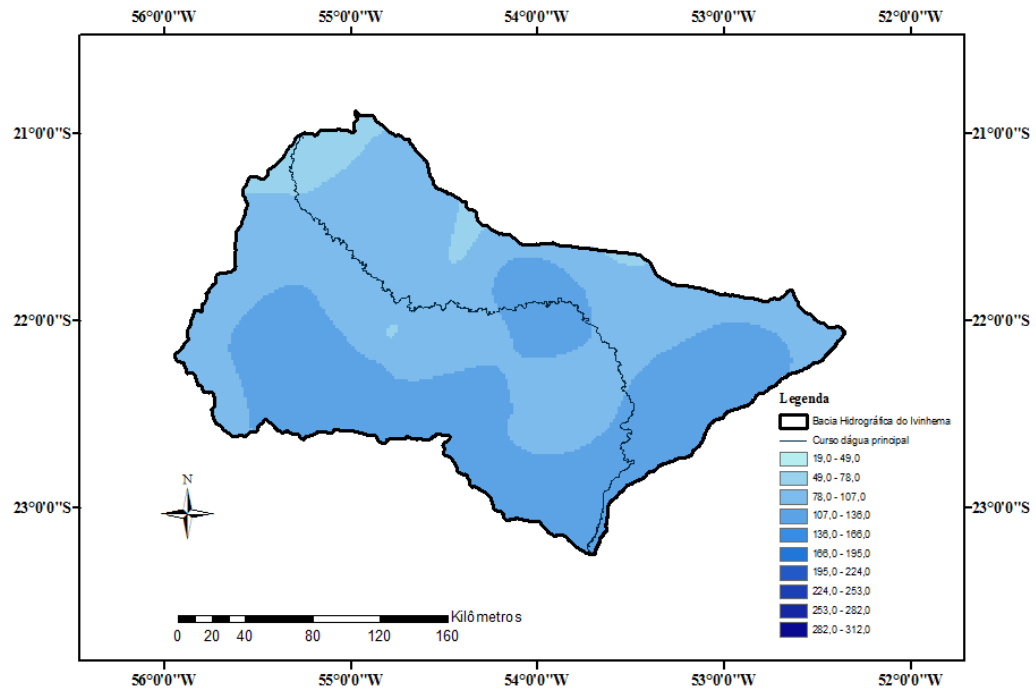 56°0'0"W 55°0'0"W 54°0'0"W 53°0'0"W 52°0'0"W
21°0'0"S 21°0'0"S
22°0'0"S 22°0'0"S
Legenda
Bacia Hidrográfica do Ivinhema
Curso dágua principal
19,0 - 49,0
49,0 - 78,0
78,0 - 107,0
107,0 - 136,0
136,0 - 166,0
166,0 - 195,0
195,0 - 224,0
224,0 - 253,0
253,0 - 282,0
282,0 - 312,0
N
23°0'0"S 23°0'0"S
Kilômetros
0 10 20 40 80 120 160
56°0'0"W 55°0'0"W 54°0'0"W 53°0'0"W 52°0'0"W